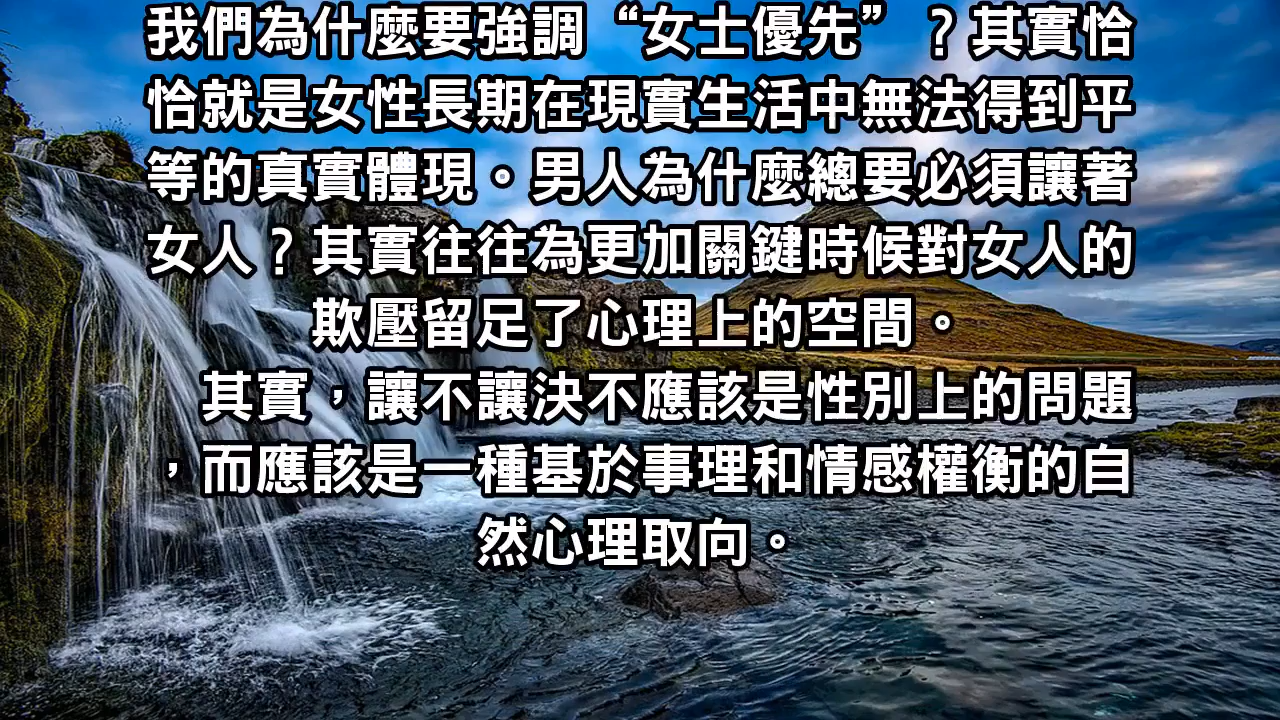 我們為什麼要強調“女士優先”？其實恰
恰就是女性長期在現實生活中無法得到平
等的真實體現。男人為什麼總要必須讓著
女人？其實往往為更加關鍵時候對女人的
欺壓留足了心理上的空間。
其實，讓不讓決不應該是性別上的問題
，而應該是一種基於事理和情感權衡的自
然心理取向。